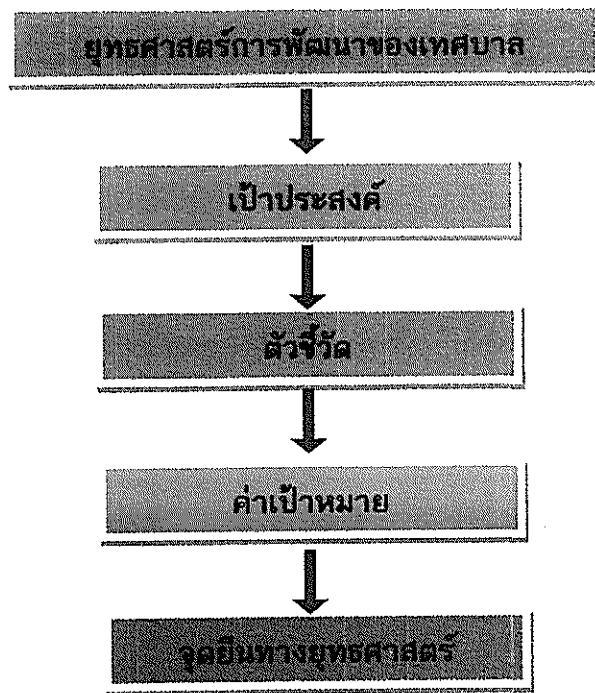 ยุทธศาสตร์การพัฒนาของเทศบาล
เป้าประสงค์
ตัวชี้วัด
ค่าเป้าหมาย
จุดยืนทางยุทธศาสตร์